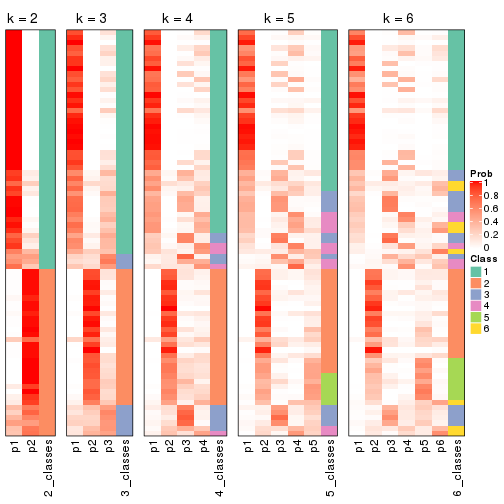 k = 2
k = 3
k = 4
k = 5
k = 6
p1
p2
2_classes
p1
p2
p3
3_classes
p1
p2
p3
p4
4_classes
p1
p2
p3
p4
p5
5_classes
p1
p2
p3
p4
p5
p6
6_classes
Prob
1
0.8
0.6
0.4
0.2
0
Class
1
2
3
4
5
6